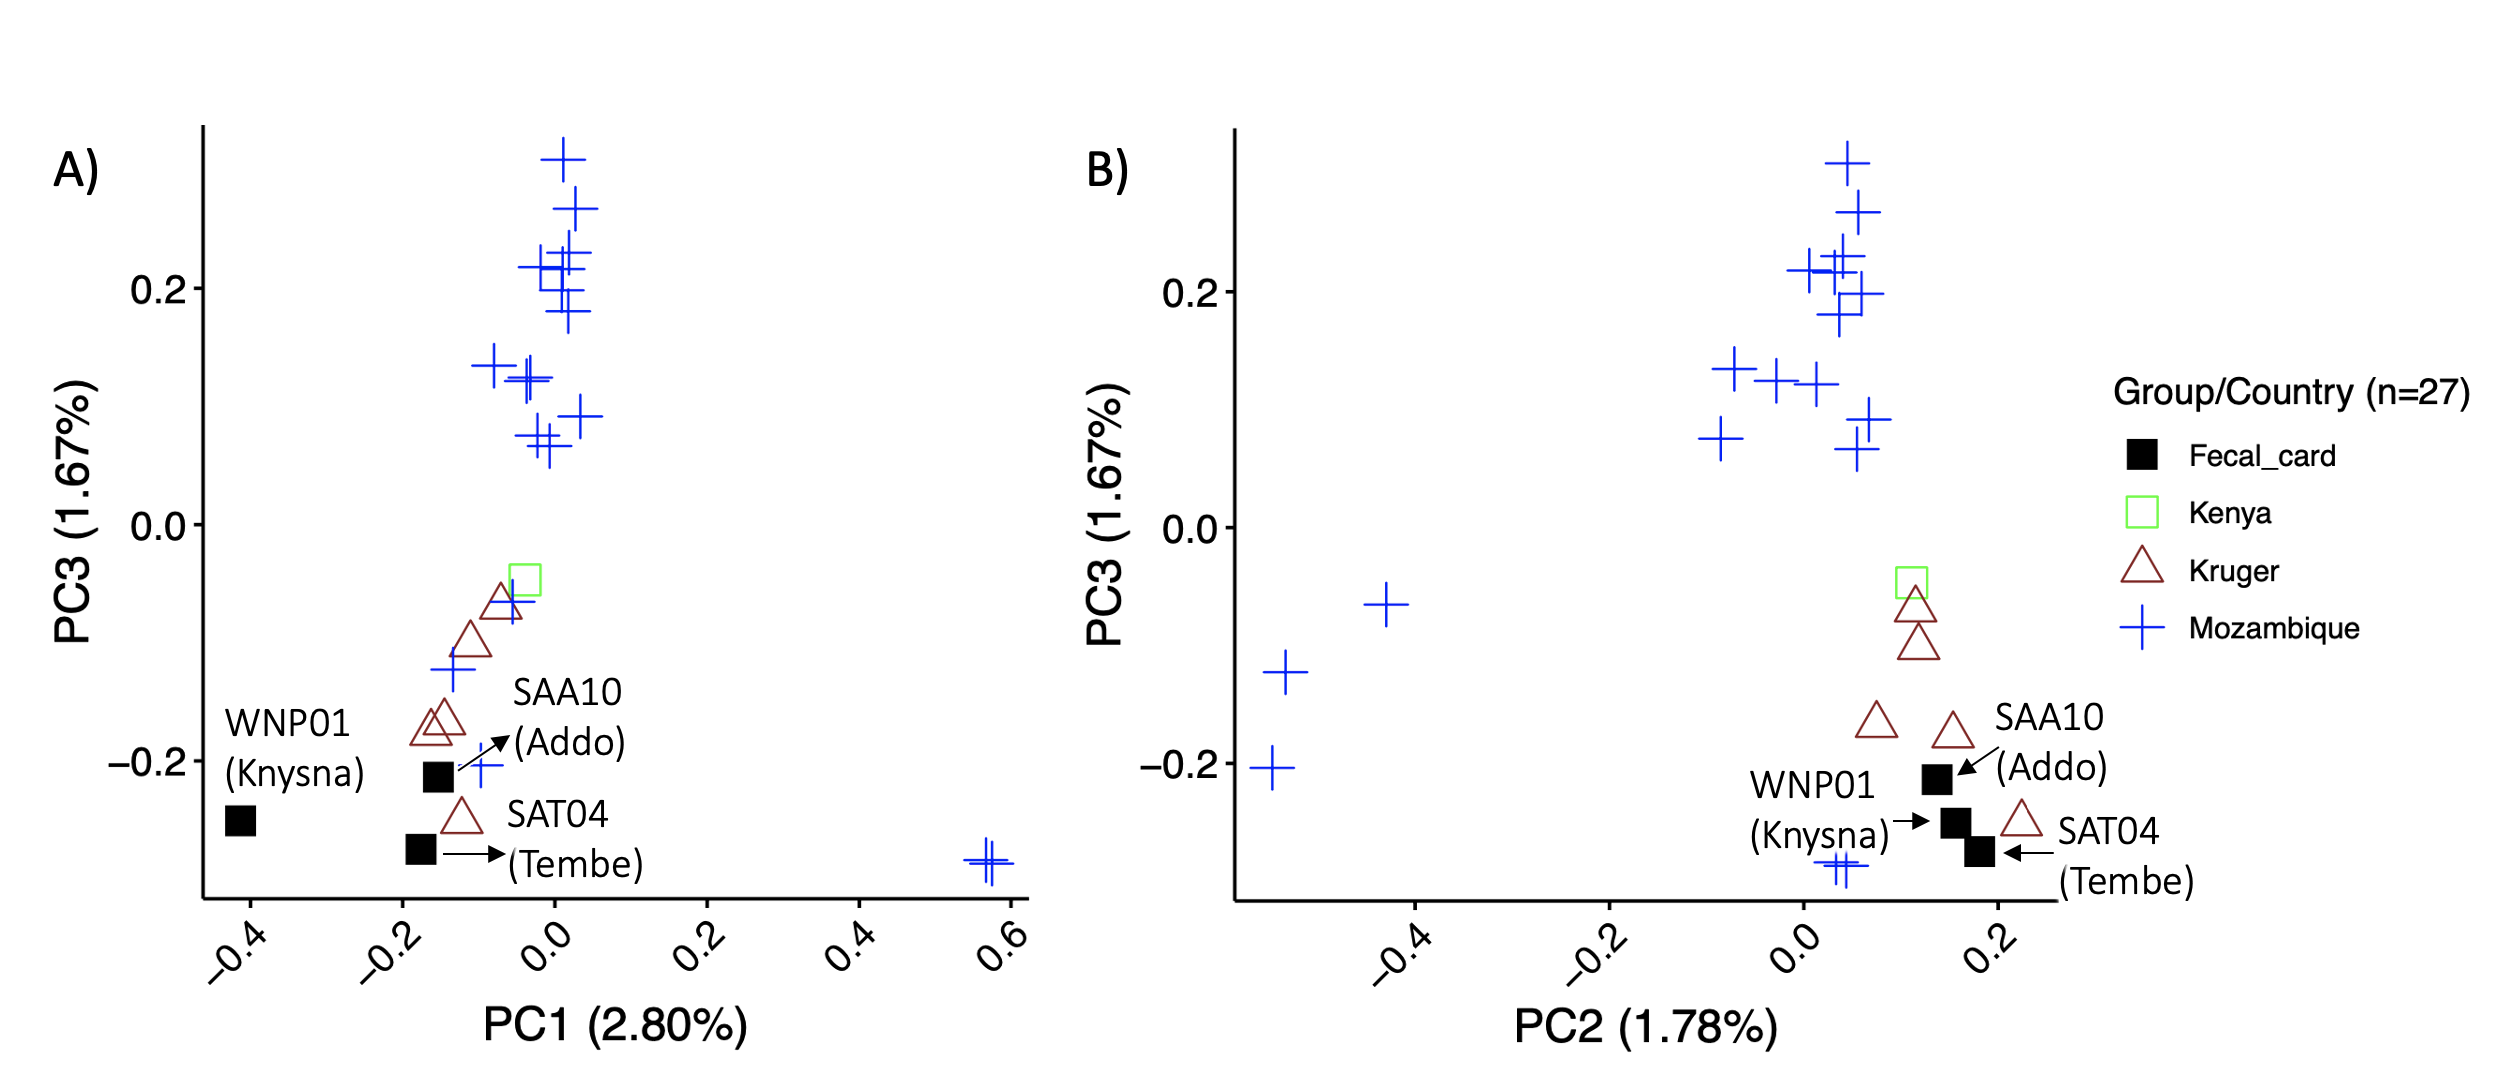 A)
PC3 (1.67%)
0.2
0.0
−0.2
WNP01
(Knysna)
SAA10
(Addo)
SAT04
(Tembe)
−0.4
−0.2
0.0
0.2
0.4
0.6
PC1 (2.80%)
B)
PC3 (1.67%)
0.2
0.0
−0.2
SAA10
(Addo)
WNP01
(Knysna)
SAT04
(Tembe)
−0.4
−0.2
0.0
0.2
PC2 (1.78%)
Group/Country (n=27)
Fecal_card
Kenya
Kruger
Mozambique